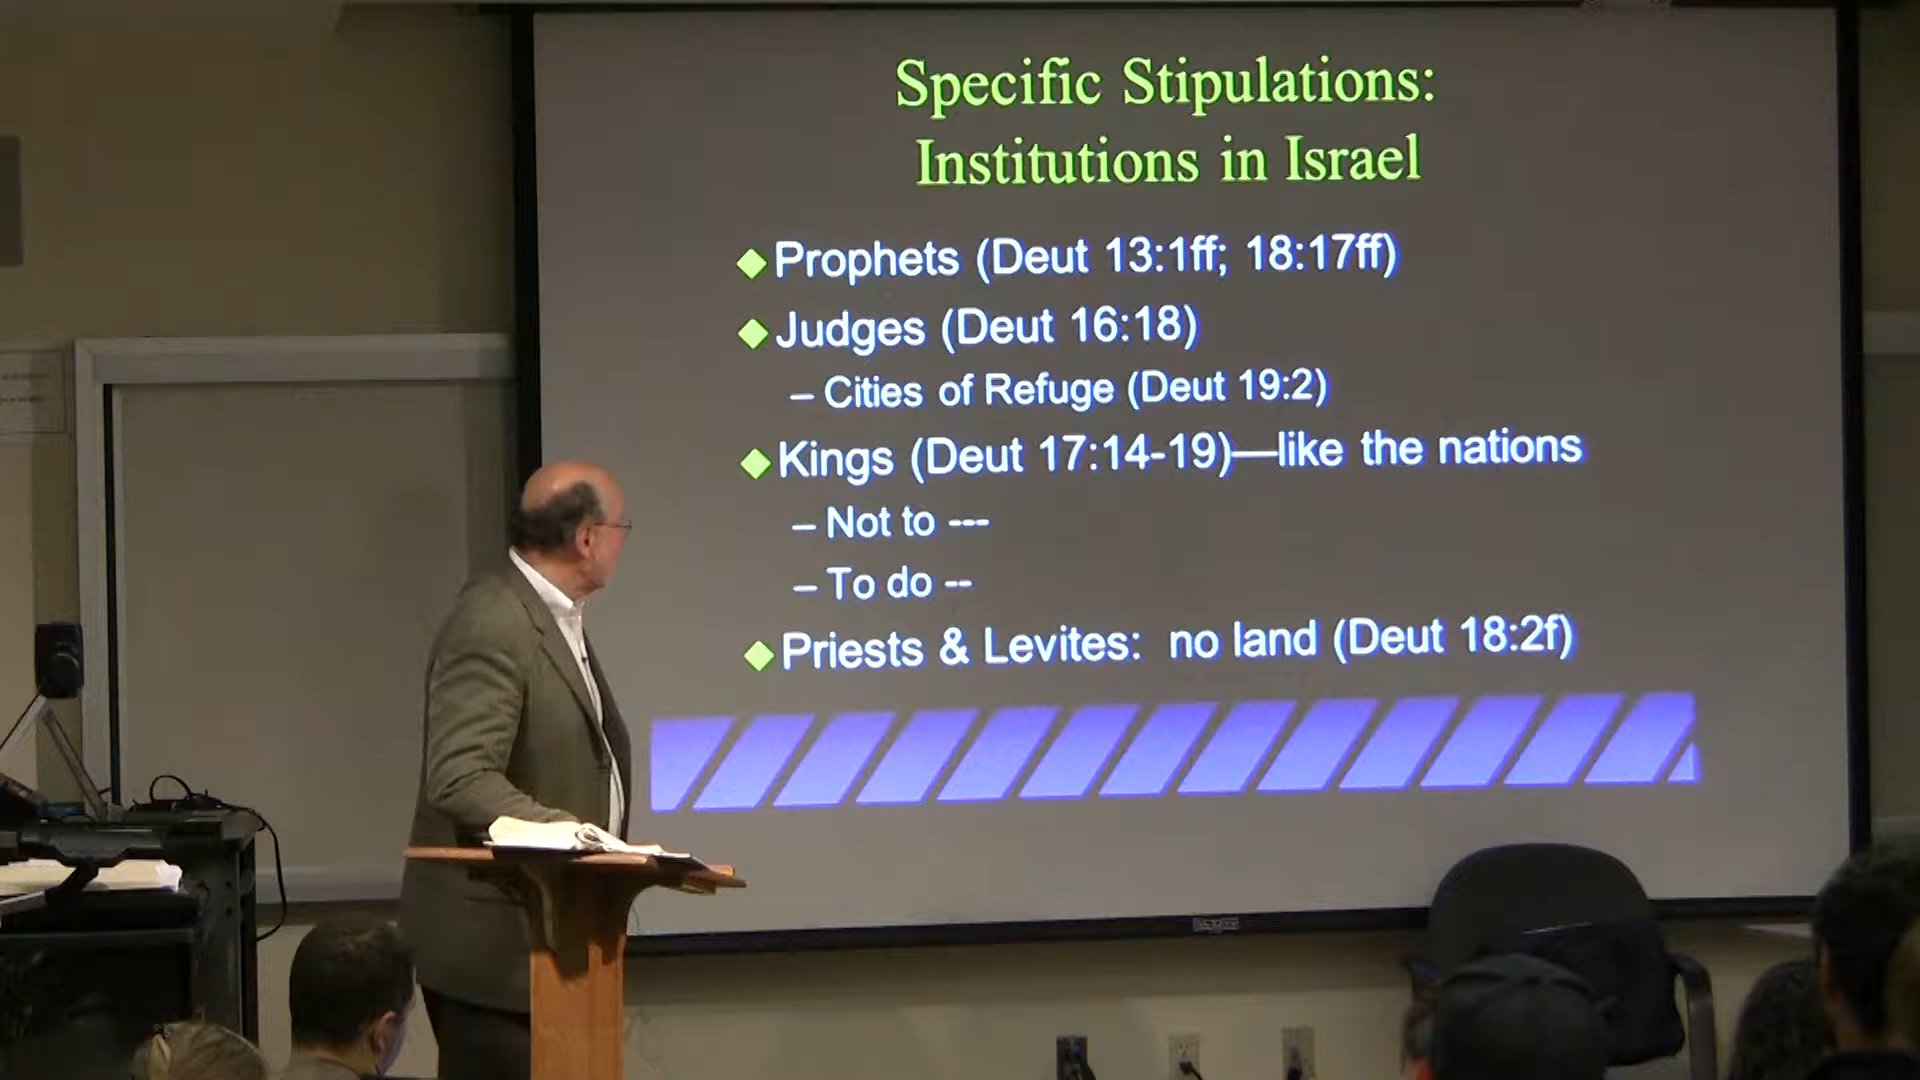 Specific Stipulations:
Institutions in Israel
Prophets (Deut 13:1ff; 18:17ff)
Judges (Deut 16:18)
– Cities of Refuge (Deut 19:2)
Kings (Deut 17:14-19)—like the nations
– Not to ---
– To do --
Priests & Levites: no land (Deut 18:2f)